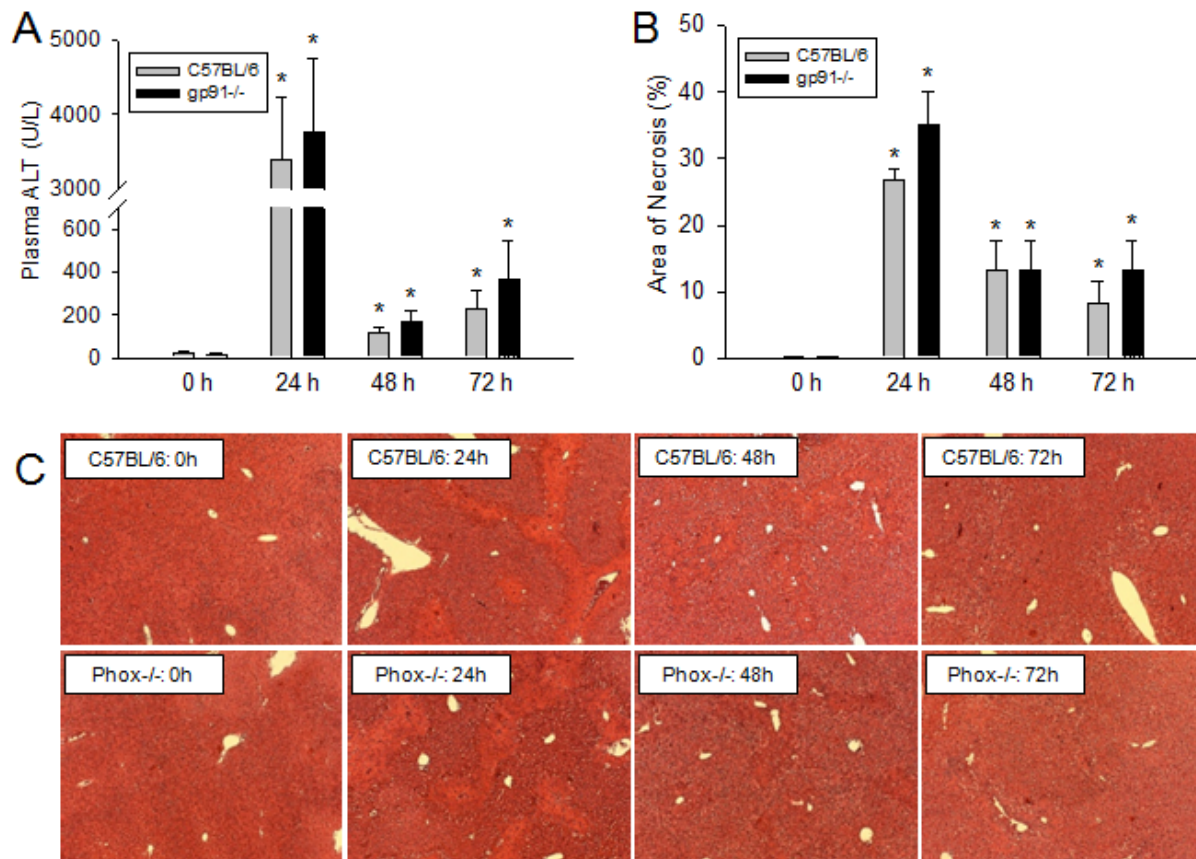 A
Plasma ALT (U/L)
5000
4000
3000
600
400
200
0
C57BL/6
gp91-/-
*
*
*
*
*
*
0 h
24 h
48 h
72 h
B
Area of Necrosis (%)
50
40
30
20
10
0
C57BL/6
gp91-/-
*
*
*
*
*
*
0 h
24 h
48 h
72 h
C
C57BL/6: 0h
C57BL/6: 24h
C57BL/6: 48h
C57BL/6: 72h
Phox-/-: 0h
Phox-/-: 24h
Phox-/-: 48h
Phox-/-: 72h